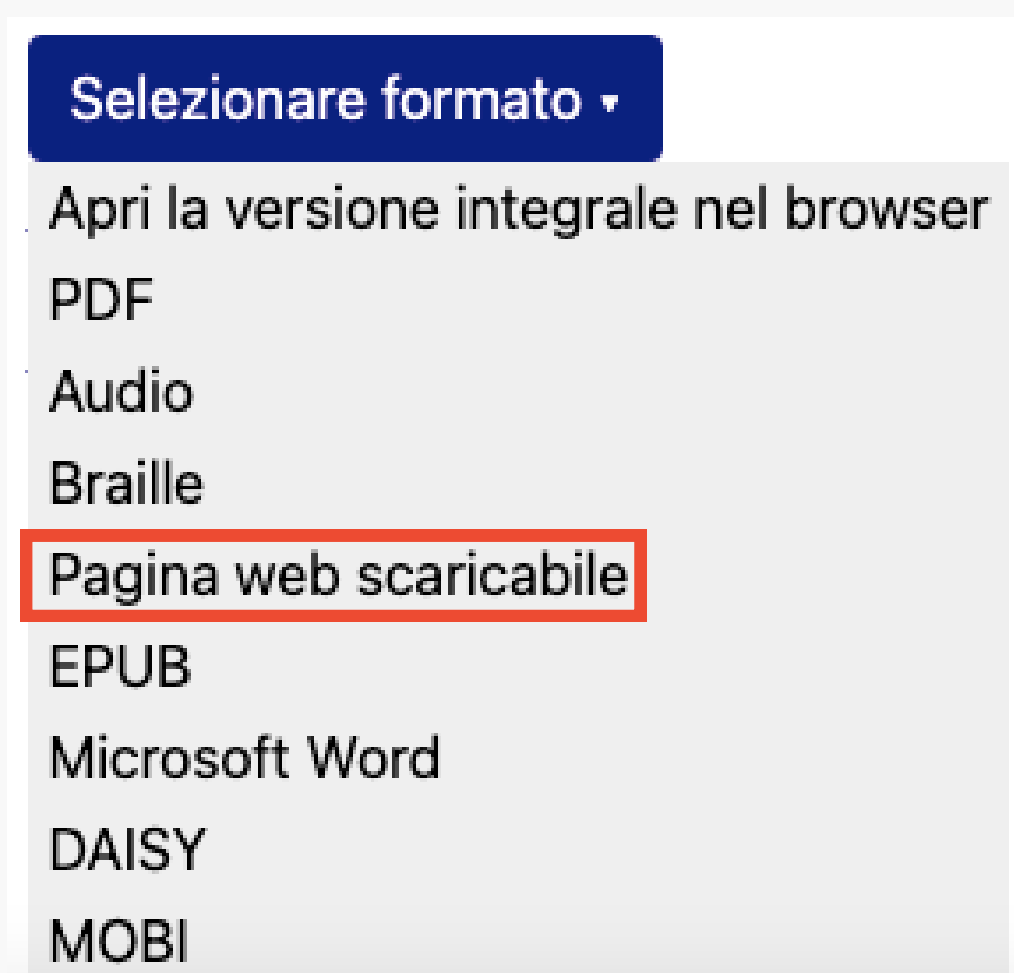 Selezionare formato ▾
Apri la versione integrale nel browser
PDF
Audio
Braille
Pagina web scaricabile
EPUB
Microsoft Word
DAISY
MOBI